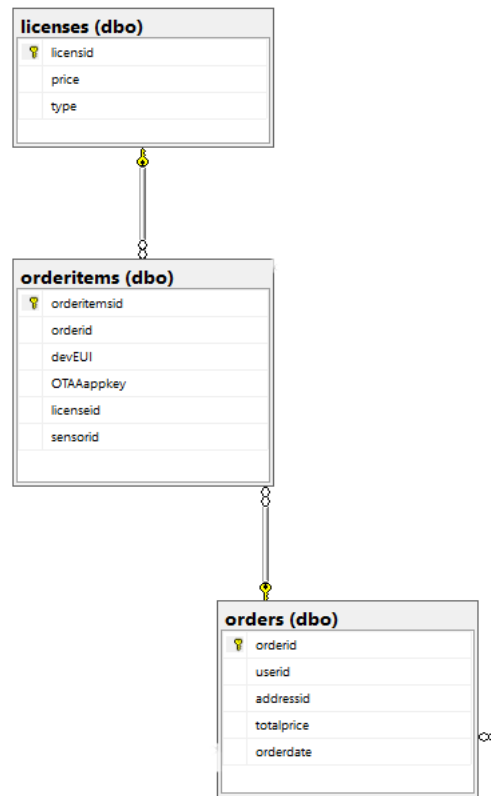 licenses (dbo)
licensid
price
type
orderitems (dbo)
orderitemsid
orderid
devEUI
OTAAappkey
licenseid
sensorid
orders (dbo)
orderid
userid
addressid
totalprice
orderdate